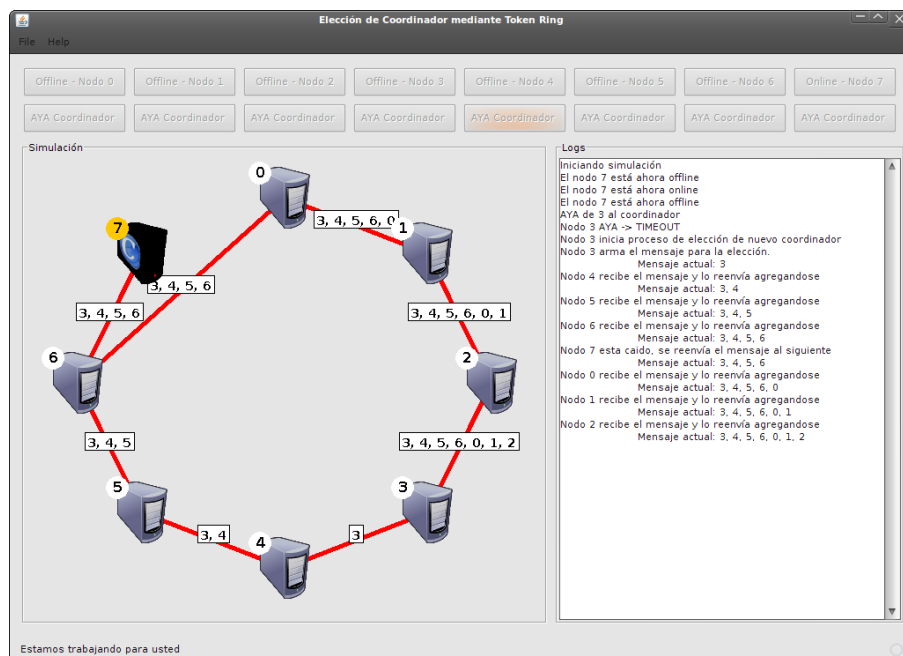 Elección de Coordinador mediante Token Ring
File Help
Offline - Nodo 0 Offline - Nodo 1 Offline - Nodo 2 Offline - Nodo 3 Offline - Nodo 4 Offline - Nodo 5 Offline - Nodo 6 Online - Nodo 7
AYA Coordinador AYA Coordinador AYA Coordinador AYA Coordinador AYA Coordinador AYA Coordinador AYA Coordinador AYA Coordinador
Simulación
0
3, 4, 5, 6, 0
1
7
3, 4, 5, 6
3, 4, 5, 6
3, 4, 5, 6, 0, 1
6
2
3, 4, 5
3, 4, 5, 6, 0, 1, 2
5
3
3, 4
4
3
Logs
Iniciando simulación
El nodo 7 está ahora offline
El nodo 7 está ahora online
El nodo 7 está ahora offline
AYA de 3 al coordinador
Nodo 3 AYA -> TIMEOUT
Nodo 3 inicia proceso de elección de nuevo coordinador
Nodo 3 arma el mensaje para la elección.
Mensaje actual: 3
Nodo 4 recibe el mensaje y lo reenvía agregandose
Mensaje actual: 3, 4
Nodo 5 recibe el mensaje y lo reenvía agregandose
Mensaje actual: 3, 4, 5
Nodo 6 recibe el mensaje y lo reenvía agregandose
Mensaje actual: 3, 4, 5, 6
Nodo 7 esta caido, se reenvía el mensaje al siguiente
Mensaje actual: 3, 4, 5, 6
Nodo 0 recibe el mensaje y lo reenvía agregandose
Mensaje actual: 3, 4, 5, 6, 0
Nodo 1 recibe el mensaje y lo reenvía agregandose
Mensaje actual: 3, 4, 5, 6, 0, 1
Nodo 2 recibe el mensaje y lo reenvía agregandose
Mensaje actual: 3, 4, 5, 6, 0, 1, 2
Estamos trabajando para usted